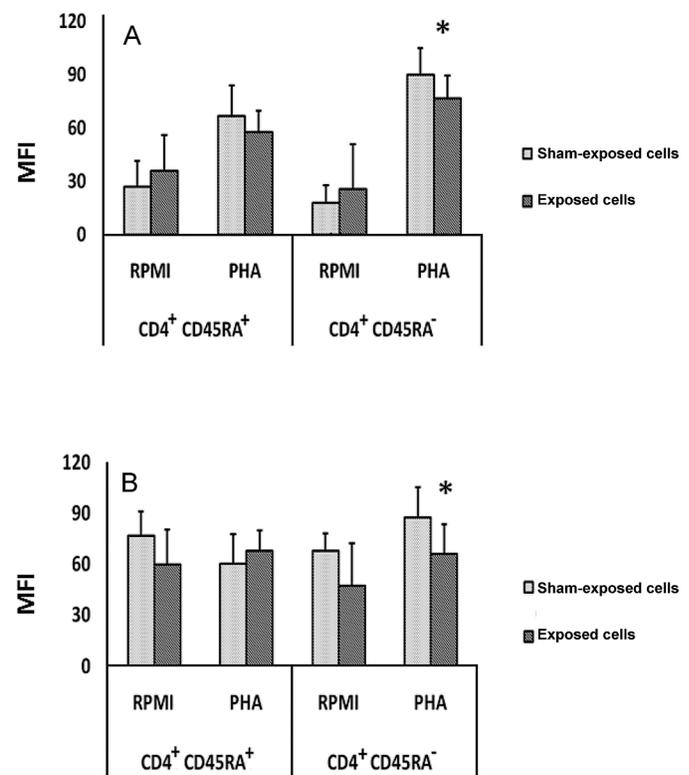 120
A
*
90
60
30
0
MFI
Sham-exposed cells
Exposed cells
RPMI PHA RPMI PHA
CD4+ CD45RA+ CD4+ CD45RA-
120
B
*
90
60
30
0
MFI
Sham-exposed cells
Exposed cells
RPMI PHA RPMI PHA
CD4+ CD45RA+ CD4+ CD45RA-